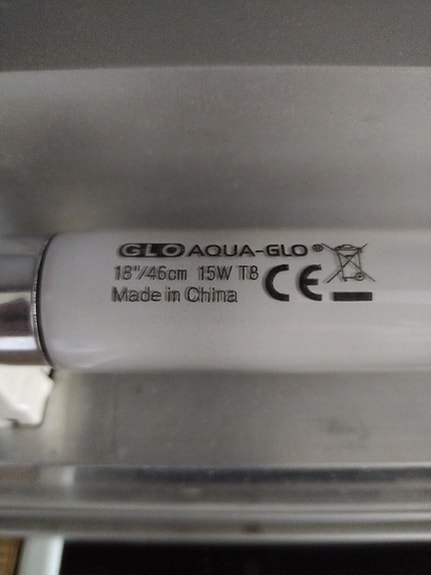 GLO AQUA-GLO®
18"/46cm 15W T8
Made in China
CE